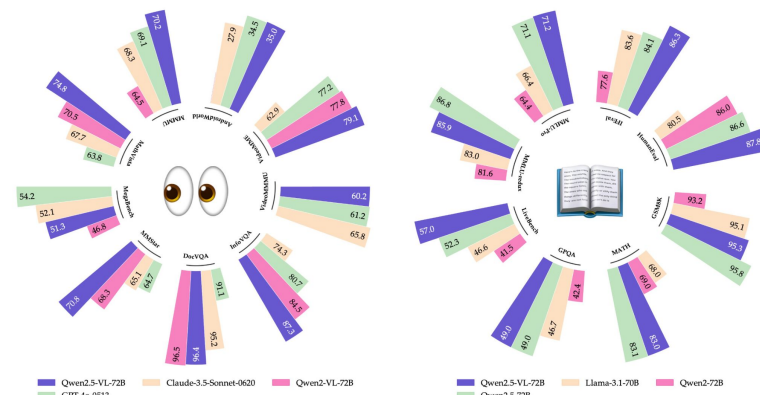 70.2
69.1
68.3
64.5
MMMU
27.9
34.5
35.0
AndroidWorld
74.8
70.5
67.7
63.8
MathVista
62.9
77.2
77.8
79.1
VideoMME
54.2
52.1
51.3
46.8
MegaBench
60.2
61.2
65.8
VideoMMMU
70.8
68.3
65.1
64.7
MMStar
96.5
96.4
95.2
91.1
DocVQA
74.3
80.7
84.5
87.3
InfoVQA
Qwen2.5-VL-72B
Claude-3.5-Sonnet-0620
Qwen2-VL-72B
71.2
71.1
66.4
64.4
MMLU-Pro
77.6
83.6
84.1
86.3
IFEval
86.8
85.9
83.0
81.6
MMLU-redux
80.5
86.0
86.6
87.8
HumanEval
57.0
52.3
46.6
41.5
LiveBench
93.2
95.1
95.3
95.8
GSM8K
49.0
49.0
46.7
42.4
GPQA
68.0
69.0
83.0
83.1
MATH
Qwen2.5-VL-72B
Llama-3.1-70B
Qwen2-72B